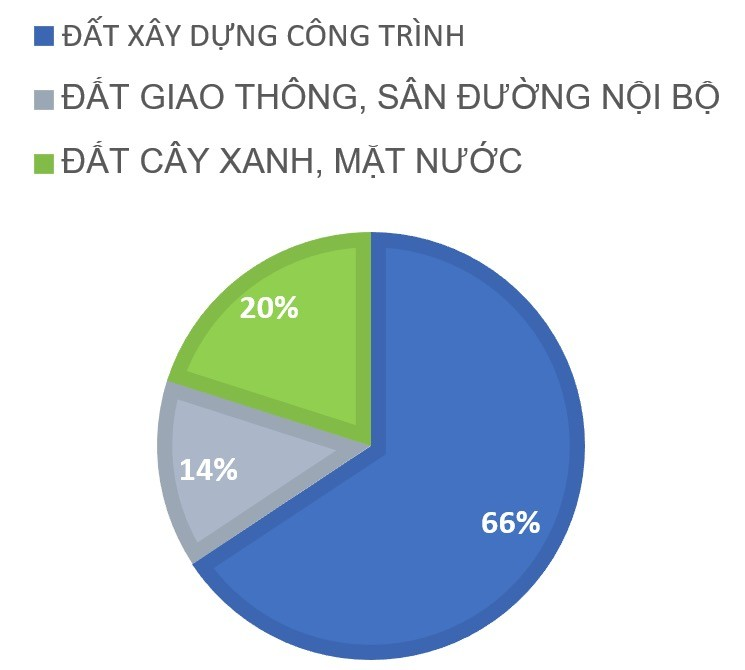 ĐẤT XÂY DỰNG CÔNG TRÌNH
ĐẤT GIAO THÔNG, SÂN ĐƯỜNG NỘI BỘ
ĐẤT CÂY XANH, MẶT NƯỚC
20%
14%
66%